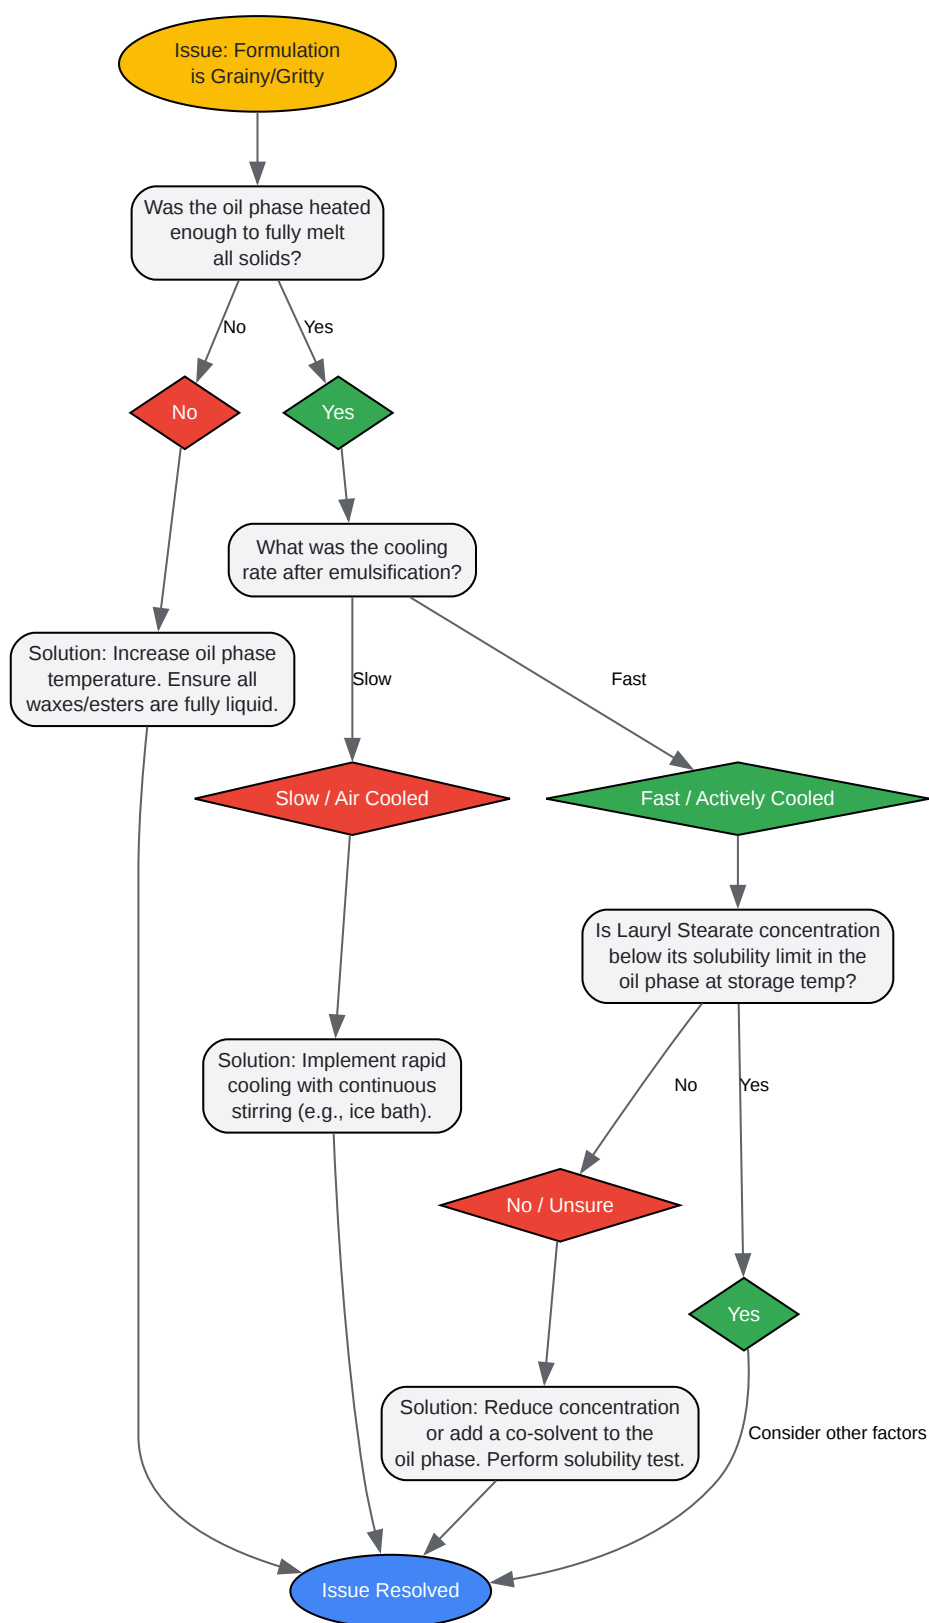 Issue: Formulation
is Grainy/Gritty
Was the oil phase heated
enough to fully melt
all solids?
No
Yes
No
Yes
What was the cooling
rate after emulsification?
Solution: Increase oil phase
temperature. Ensure all
waxes/esters are fully liquid.
Slow
Fast
Slow / Air Cooled
Fast / Actively Cooled
Is Lauryl Stearate concentration
below its solubility limit in the
oil phase at storage temp?
Solution: Implement rapid
cooling with continuous
stirring (e.g., ice bath).
No
Yes
No / Unsure
Yes
Solution: Reduce concentration
or add a co-solvent to the
oil phase. Perform solubility test.
Consider other factors
Issue Resolved